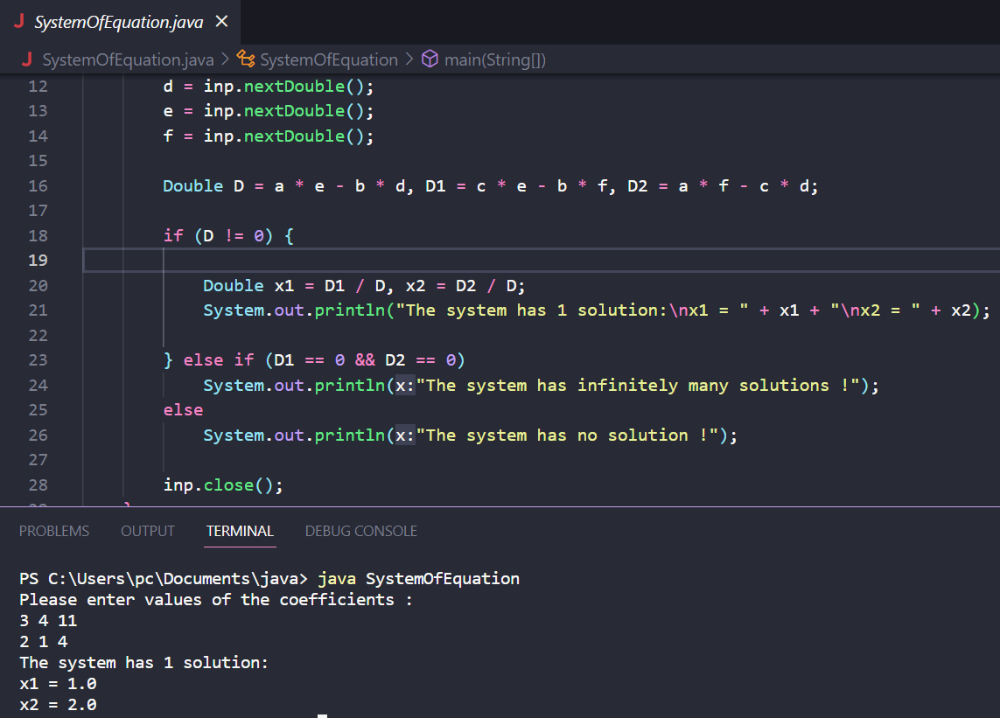 SystemOfEquation.java
SystemOfEquation.java > SystemOfEquation > main(String[])
12 d = inp.nextDouble();
13 e = inp.nextDouble();
14 f = inp.nextDouble();
15
16 Double D = a * e - b * d, D1 = c * e - b * f, D2 = a * f - c * d;
17
18 if (D != 0) {
19
20 Double x1 = D1 / D, x2 = D2 / D;
21 System.out.println("The system has 1 solution:\nx1 = " + x1 + "\nx2 = " + x2);
22
23 } else if (D1 == 0 && D2 == 0)
24 System.out.println(x:"The system has infinitely many solutions !");
25 else
26 System.out.println(x:"The system has no solution !");
27
28 inp.close();
PROBLEMS OUTPUT TERMINAL DEBUG CONSOLE
PS C:\Users\pc\Documents\java> java SystemOfEquation
Please enter values of the coefficients :
3 4 11
2 1 4
The system has 1 solution:
x1 = 1.0
x2 = 2.0